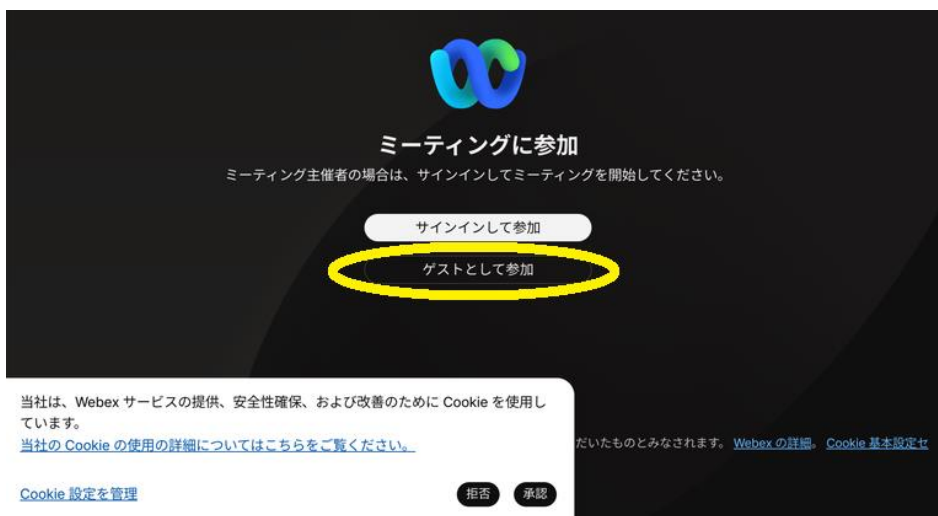 ミーティングに参加
ミーティング主催者の場合は、サインインしてミーティングを開始してください。
サインインして参加
ゲストとして参加
当社は、Webex サービスの提供、安全性確保、および改善のために Cookie を使用し
ています。
当社の Cookie の使用の詳細についてはこちらをご覧ください。
だいたものとみなされます。 Webex の詳細。 Cookie 基本設定セ
Cookie 設定を管理
拒否 承認